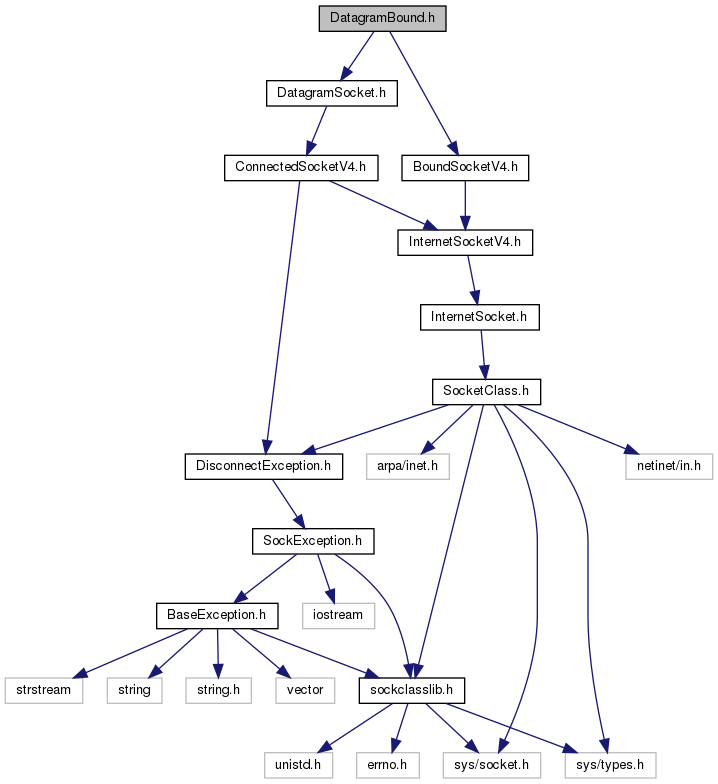 DatagramBound.h
DatagramSocket.h
ConnectedSocketV4.h
BoundSocketV4.h
InternetSocketV4.h
InternetSocket.h
SocketClass.h
DisconnectException.h
arpa/inet.h
netinet/in.h
SockException.h
BaseException.h
iostream
strstream
string
string.h
vector
sockclasslib.h
unistd.h
errno.h
sys/socket.h
sys/types.h